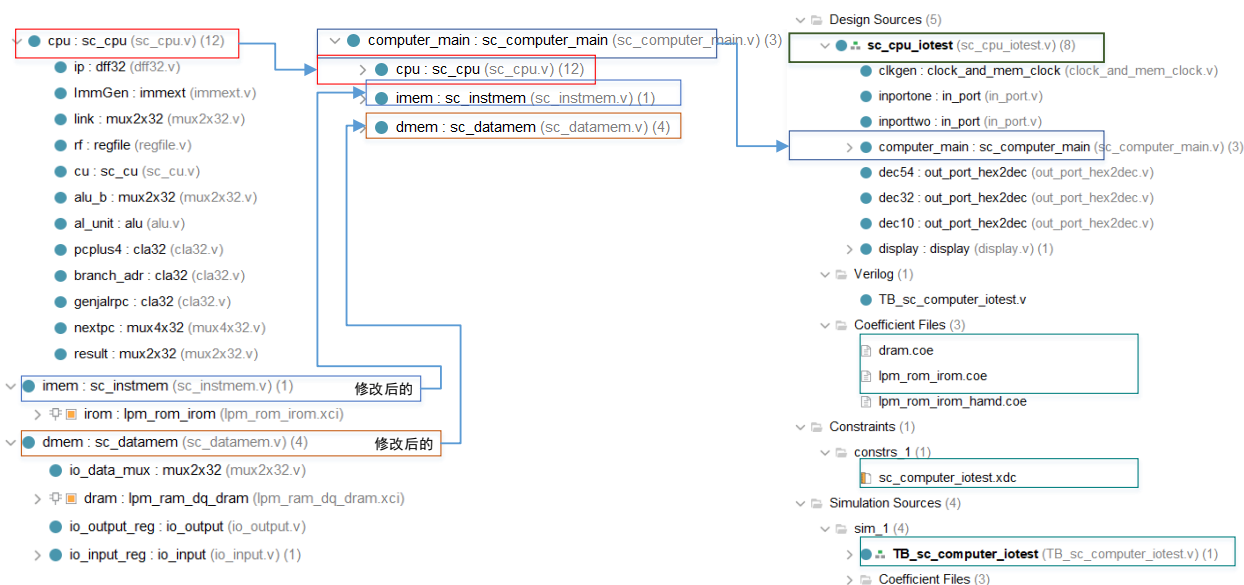 cpu : sc_cpu (sc_cpu.v) (12)
ip : dff32 (dff32.v)
ImmGen : immext (immext.v)
link : mux2x32 (mux2x32.v)
rf : regfile (regfile.v)
cu : sc_cu (sc_cu.v)
alu_b : mux2x32 (mux2x32.v)
al_unit : alu (alu.v)
pcplus4 : cla32 (cla32.v)
branch_adr : cla32 (cla32.v)
genjalrpc : cla32 (cla32.v)
nextpc : mux4x32 (mux4x32.v)
result : mux2x32 (mux2x32.v)
imem : sc_instmem (sc_instmem.v) (1) 修改后的
irom : lpm_rom_irom (lpm_rom_irom.xci)
dmem : sc_datamem (sc_datamem.v) (4) 修改后的
io_data_mux : mux2x32 (mux2x32.v)
dram : lpm_ram_dq_dram (lpm_ram_dq_dram.xci)
io_output_reg : io_output (io_output.v)
io_input_reg : io_input (io_input.v) (1)
computer_main : sc_computer_main (sc_computer_main.v) (3)
cpu : sc_cpu (sc_cpu.v) (12)
imem : sc_instmem (sc_instmem.v) (1)
dmem : sc_datamem (sc_datamem.v) (4)
Design Sources (5)
sc_cpu_iotest (sc_cpu_iotest.v) (8)
clkgen : clock_and_mem_clock (clock_and_mem_clock.v)
inportone : in_port (in_port.v)
inporttwo : in_port (in_port.v)
computer_main : sc_computer_main (sc_computer_main.v) (3)
dec54 : out_port_hex2dec (out_port_hex2dec.v)
dec32 : out_port_hex2dec (out_port_hex2dec.v)
dec10 : out_port_hex2dec (out_port_hex2dec.v)
display : display (display.v) (1)
Verilog (1)
TB_sc_computer_iotest.v
Coefficient Files (3)
dram.coe
lpm_rom_irom.coe
lpm_rom_irom_hamd.coe
Constraints (1)
constrs_1 (1)
sc_computer_iotest.xdc
Simulation Sources (4)
sim_1 (4)
TB_sc_computer_iotest (TB_sc_computer_iotest.v) (1)
Coefficient Files (3)